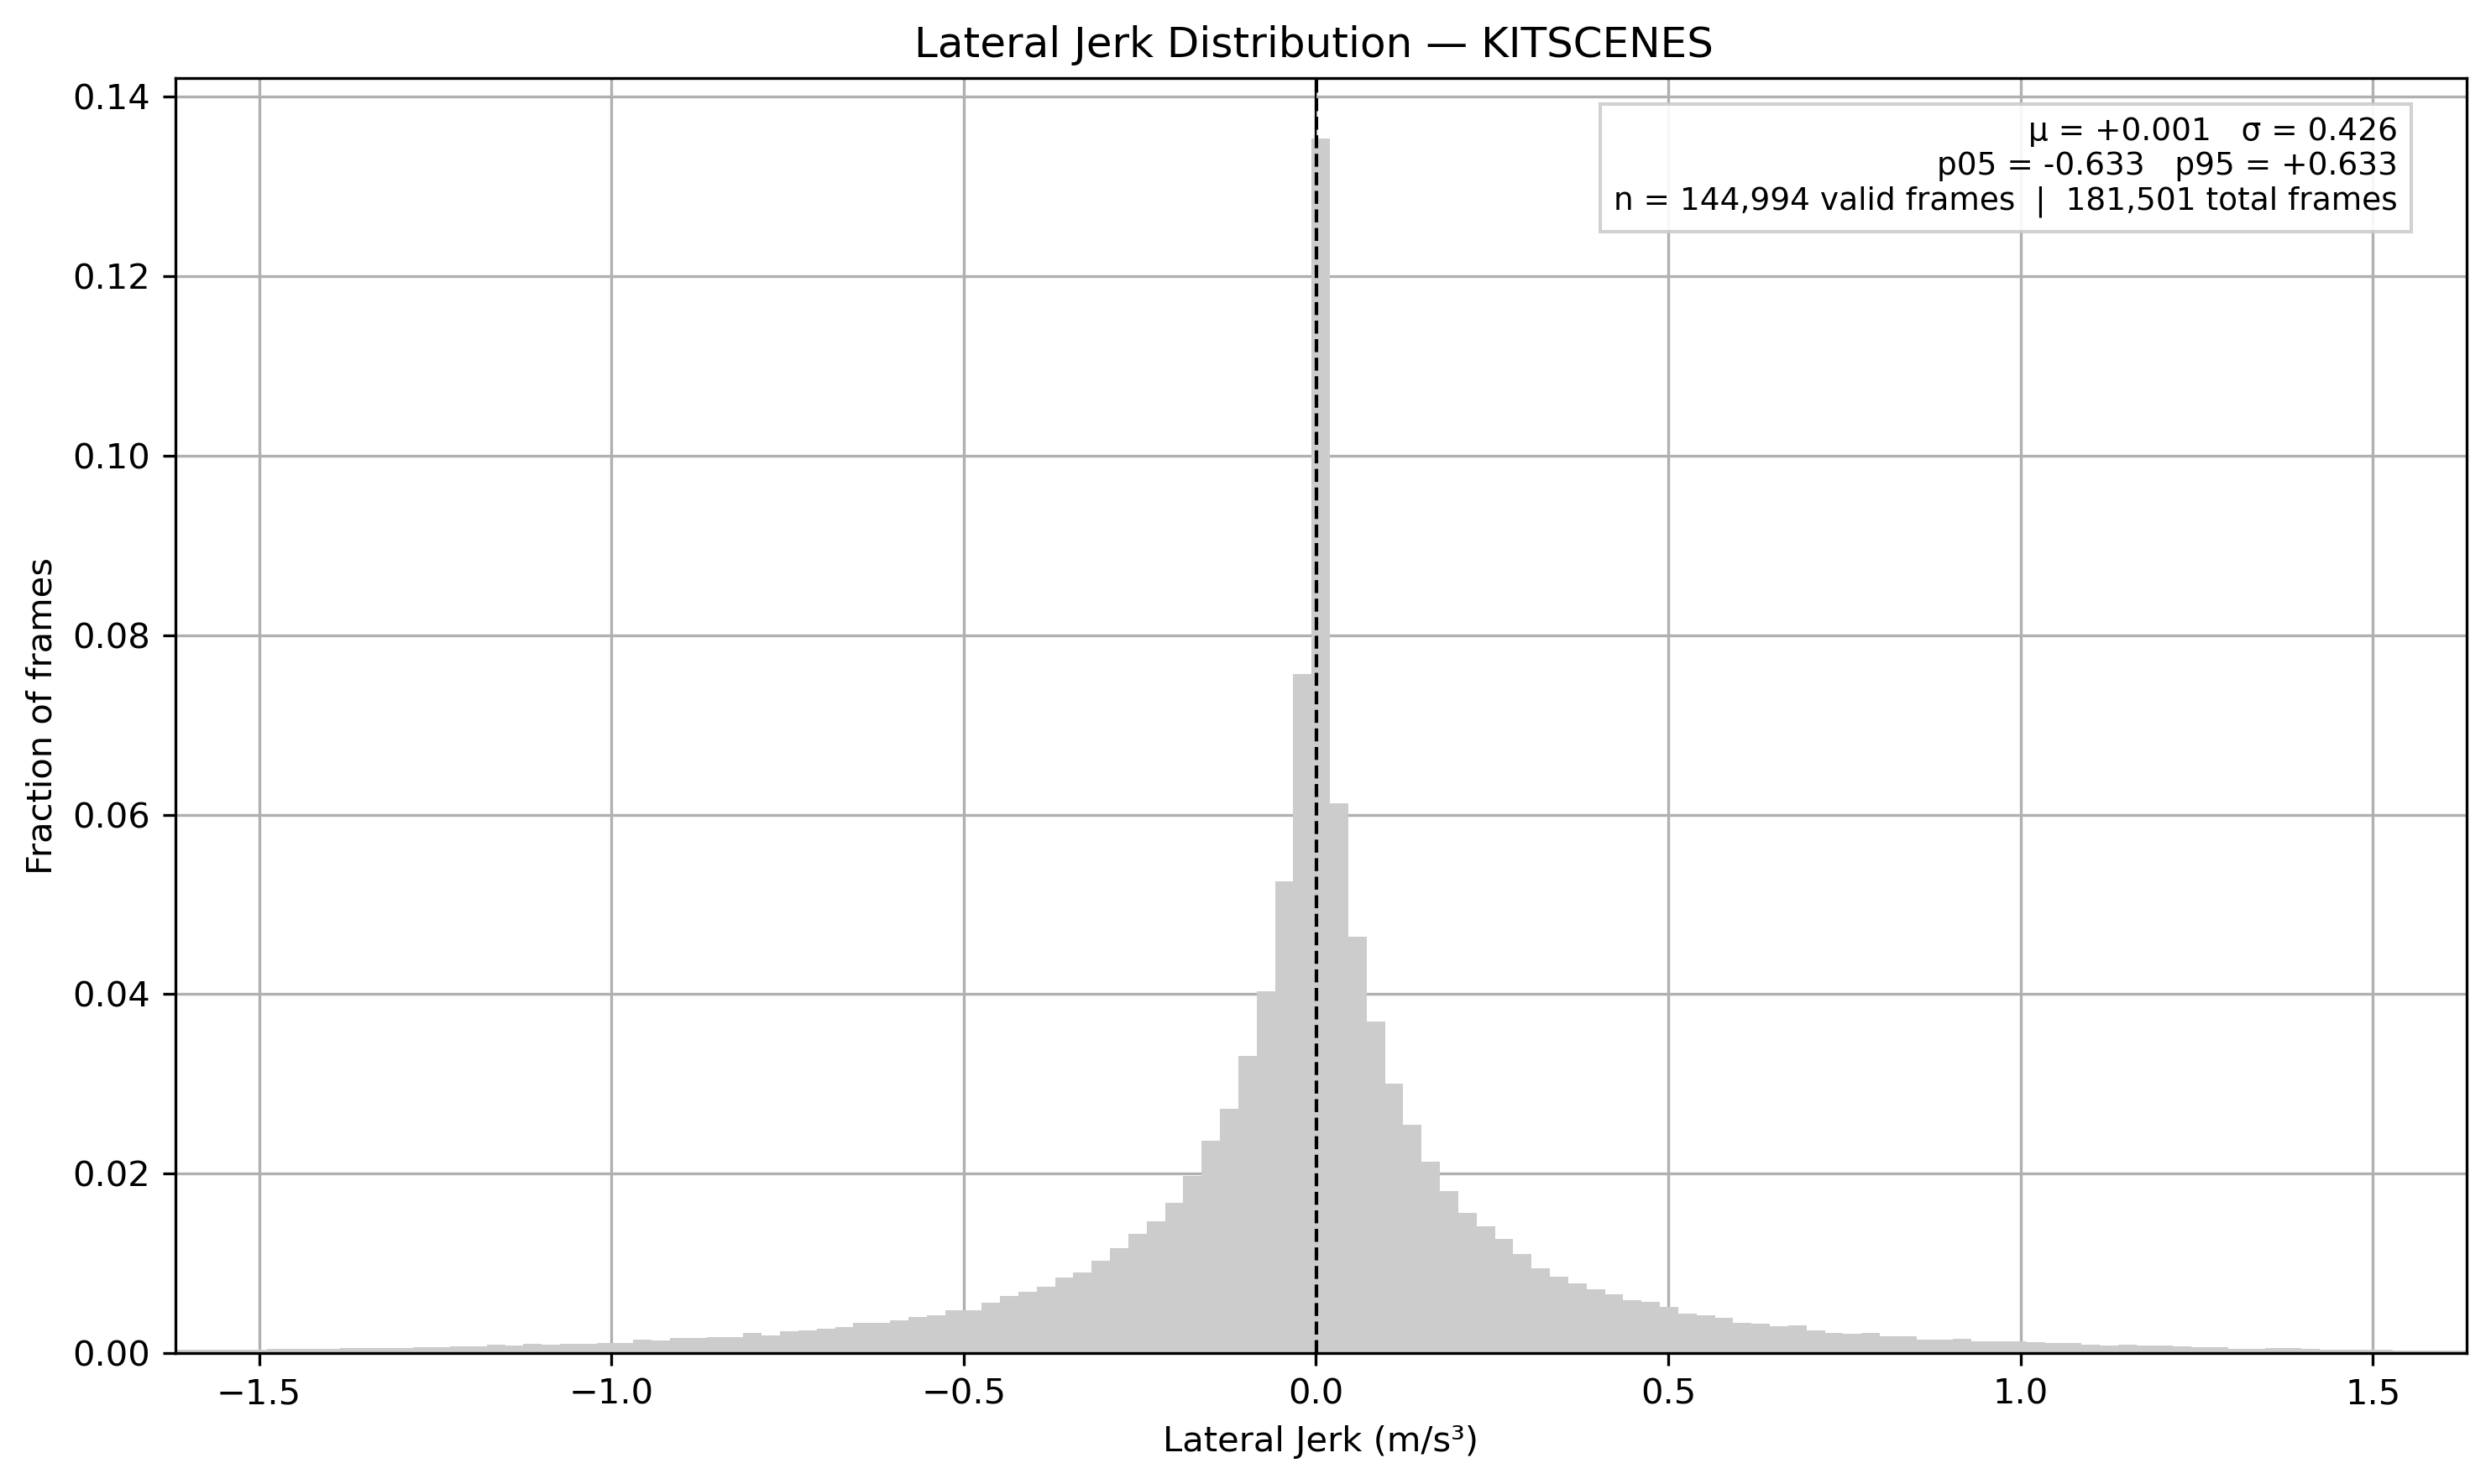 Lateral Jerk Distribution — KITSCENES
0.14
0.12
0.10
0.08
0.06
0.04
0.02
0.00
Fraction of frames
μ = +0.001   σ = 0.426
p05 = -0.633   p95 = +0.633
n = 144,994 valid frames  |  181,501 total frames
−1.5 −1.0 −0.5 0.0 0.5 1.0 1.5
Lateral Jerk (m/s³)